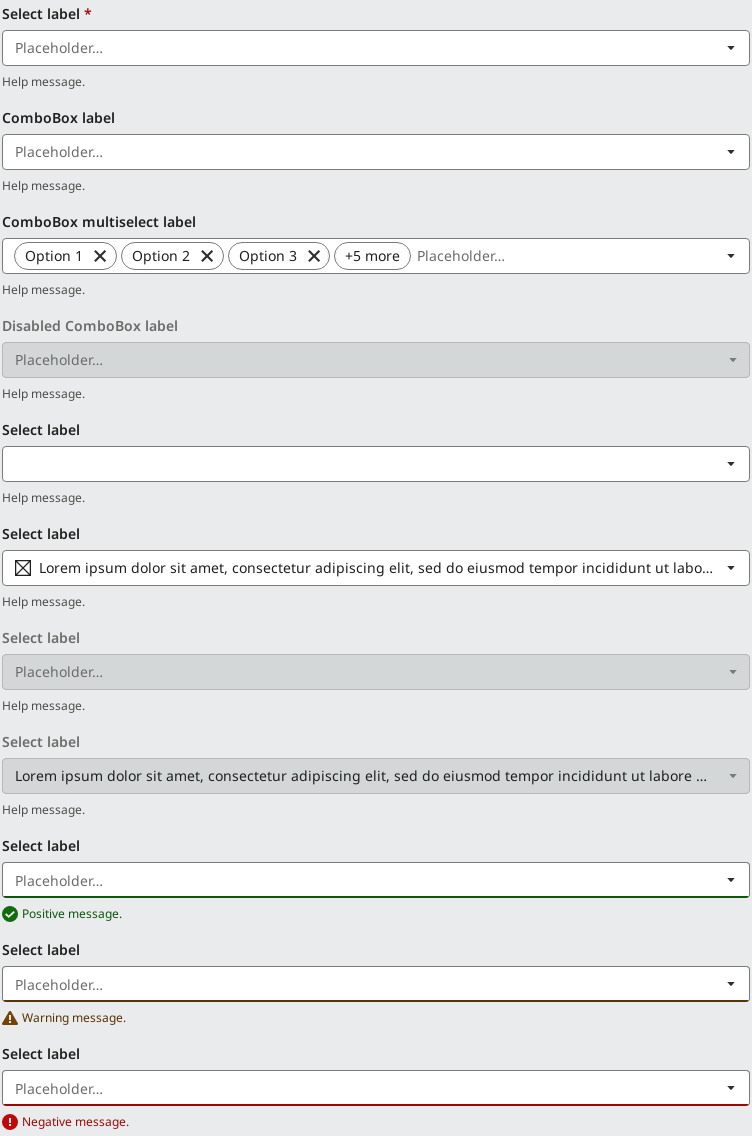 Select label *
Placeholder...
Help message.
ComboBox label
Placeholder...
Help message.
ComboBox multiselect label
Option 1 Option 2 Option 3 +5 more Placeholder...
Help message.
Disabled ComboBox label
Placeholder...
Help message.
Select label
Help message.
Select label
Lorem ipsum dolor sit amet, consectetur adipiscing elit, sed do eiusmod tempor incididunt ut labo...
Help message.
Select label
Placeholder...
Help message.
Select label
Lorem ipsum dolor sit amet, consectetur adipiscing elit, sed do eiusmod tempor incididunt ut labore ...
Help message.
Select label
Placeholder...
Positive message.
Select label
Placeholder...
Warning message.
Select label
Placeholder...
Negative message.